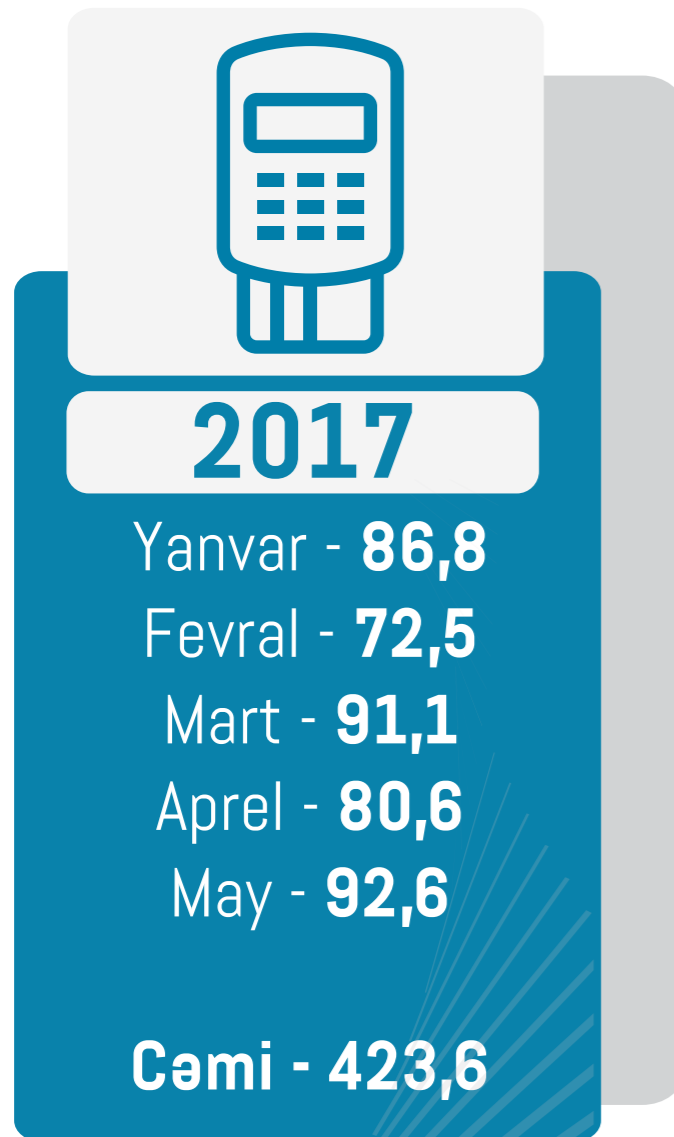 2017
Yanvar - 86,8
Fevral - 72,5
Mart - 91,1
Aprel - 80,6
May - 92,6
Cəmi - 423,6